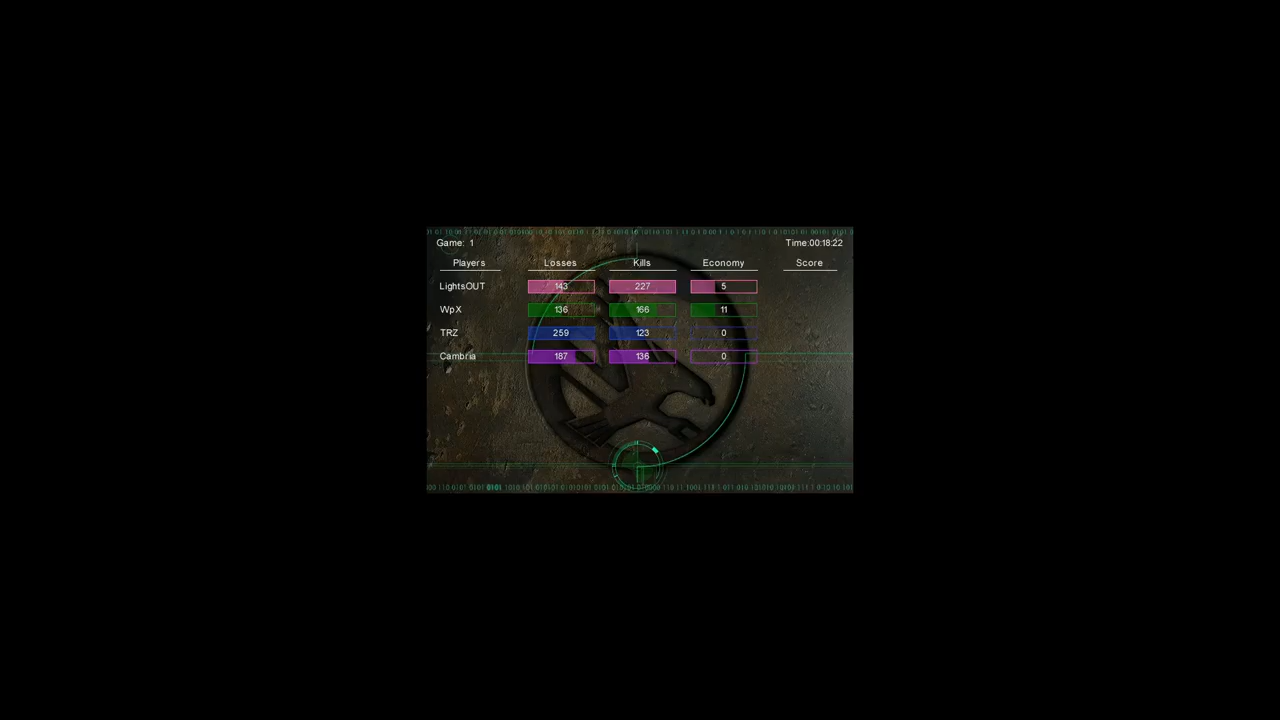 Game: 1 Time:00:18:22
Players Losses Kills Economy Score
LightsOUT 143 227 5
WpX 136 166 11
TRZ 259 123 0
Cambria 187 136 0